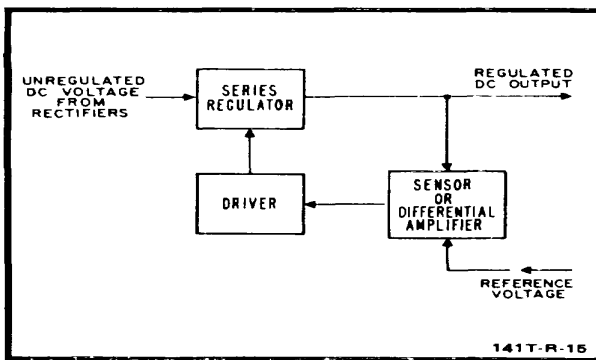 UNREGULATED
DC VOLTAGE
FROM
RECTIFIERS
SERIES
REGULATOR
REGULATED
DC OUTPUT
DRIVER
SENSOR
OR
DIFFERENTIAL
AMPLIFIER
REFERENCE
VOLTAGE
141T-R-15